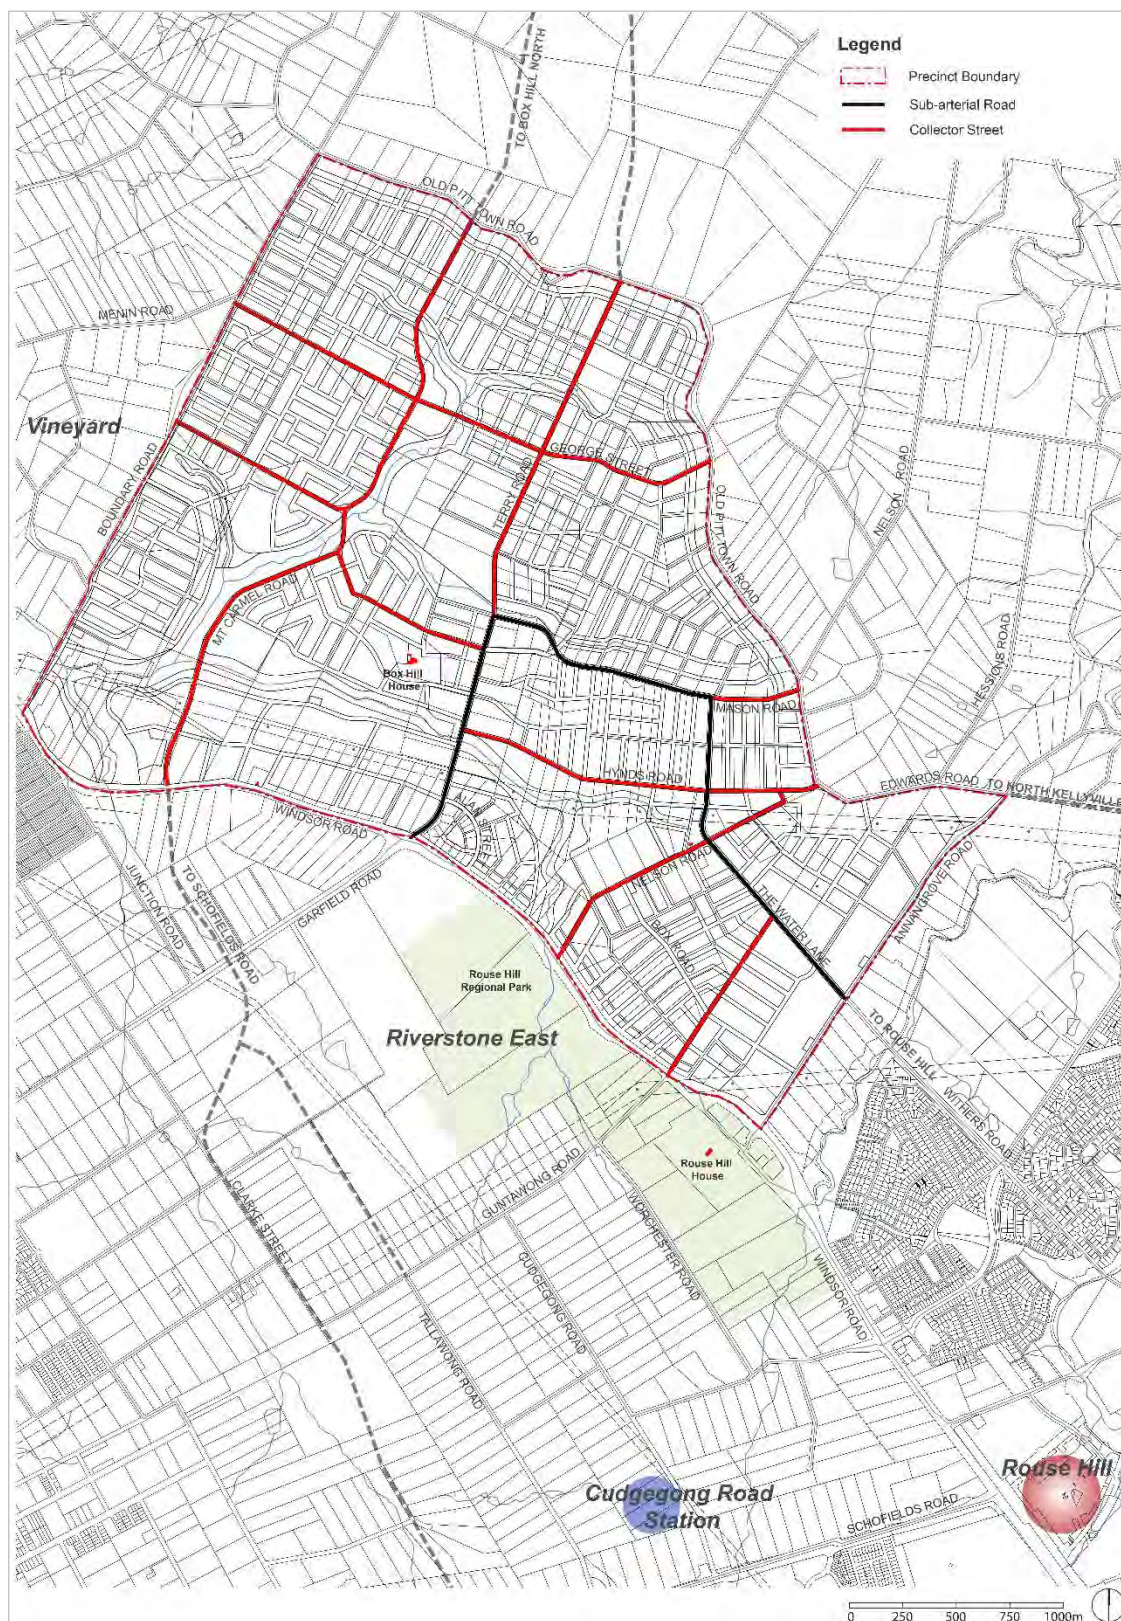 Legend
Precinct Boundary
Sub-arterial Road
Collector Street
TO BOX HILL NORTH
OLD PITT TOWN ROAD
MENIN ROAD
Vineyard
BOUNDARY ROAD
GEORGE STREET
TERRY ROAD
NELSON ROAD
OLD PITT TOWN ROAD
MT CARMEL ROAD
HESSIONS ROAD
Box Hill
House
MASON ROAD
HYNDS ROAD
EDWARDS ROAD
TO NORTH KELLYVILLE
WINDSOR ROAD
ALAN STREET
JUNCTION ROAD
TO SCHOFIELDS ROAD
GARFIELD ROAD
NELSON ROAD
BOX ROAD
THE WATER LANE
ANNANGROVE ROAD
Rouse Hill
Regional Park
Riverstone East
TO ROUSE HILL
WITHERS ROAD
Rouse Hill
House
GUNTAWONG ROAD
CLARKE STREET
WORCHESTER ROAD
CUDGEGONG ROAD
TALLAWONG ROAD
WINDSOR ROAD
Rouse Hill
Cudgegong Road
Station
SCHOFIELDS ROAD
0 250 500 750 1000m